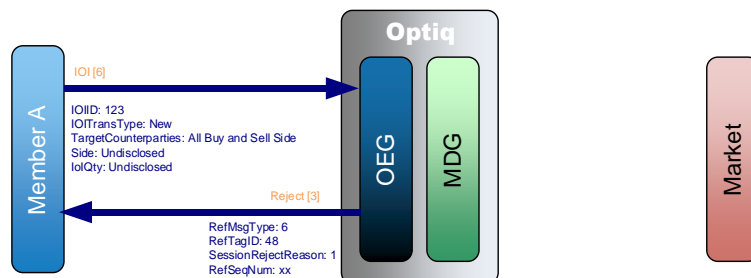 Optiq
IOI [6]
IOIID: 123
IOITransType: New
TargetCounterparties: All Buy and Sell Side
Side: Undisclosed
IoIQty: Undisclosed
Reject [3]
RefMsgType: 6
RefTagID: 48
SessionRejectReason: 1
RefSeqNum: xx
Member A
OEG
MDG
Market